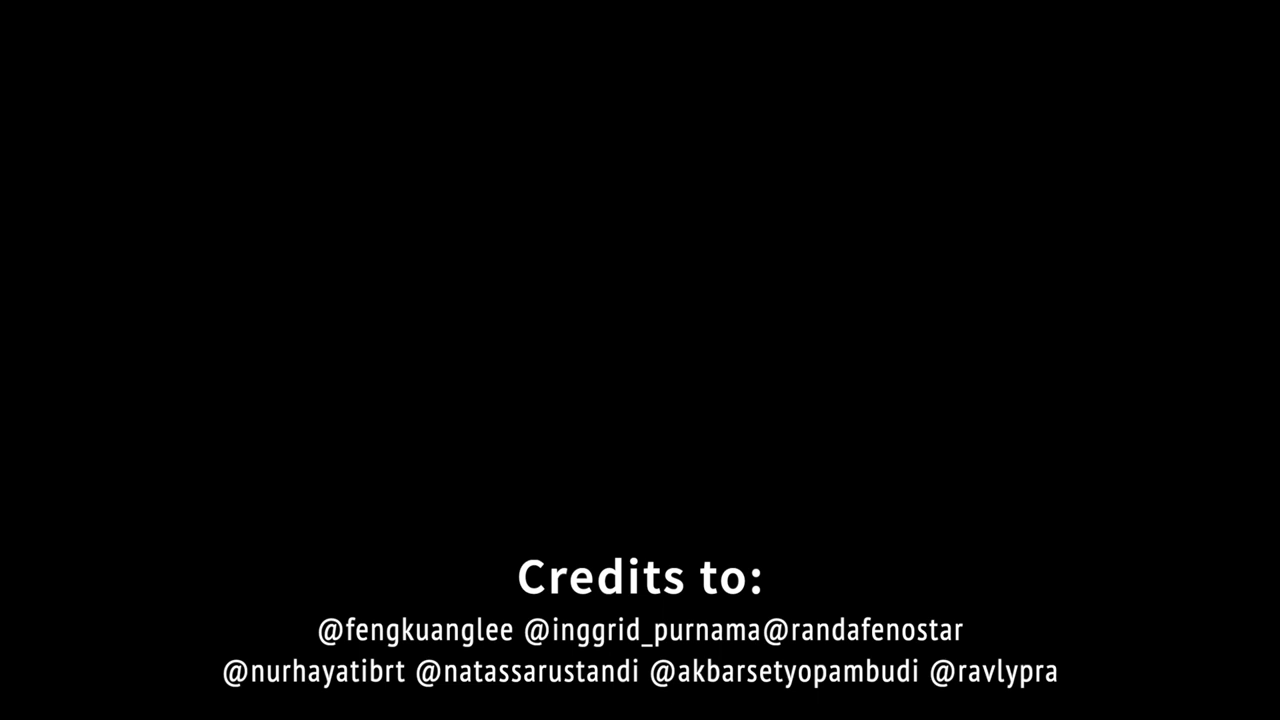 Credits to:
@fengkuanglee @inggrid_purnama@randafenostar
@nurhayatibrt @natassarustandi @akbarsetyopambudi @ravlypra